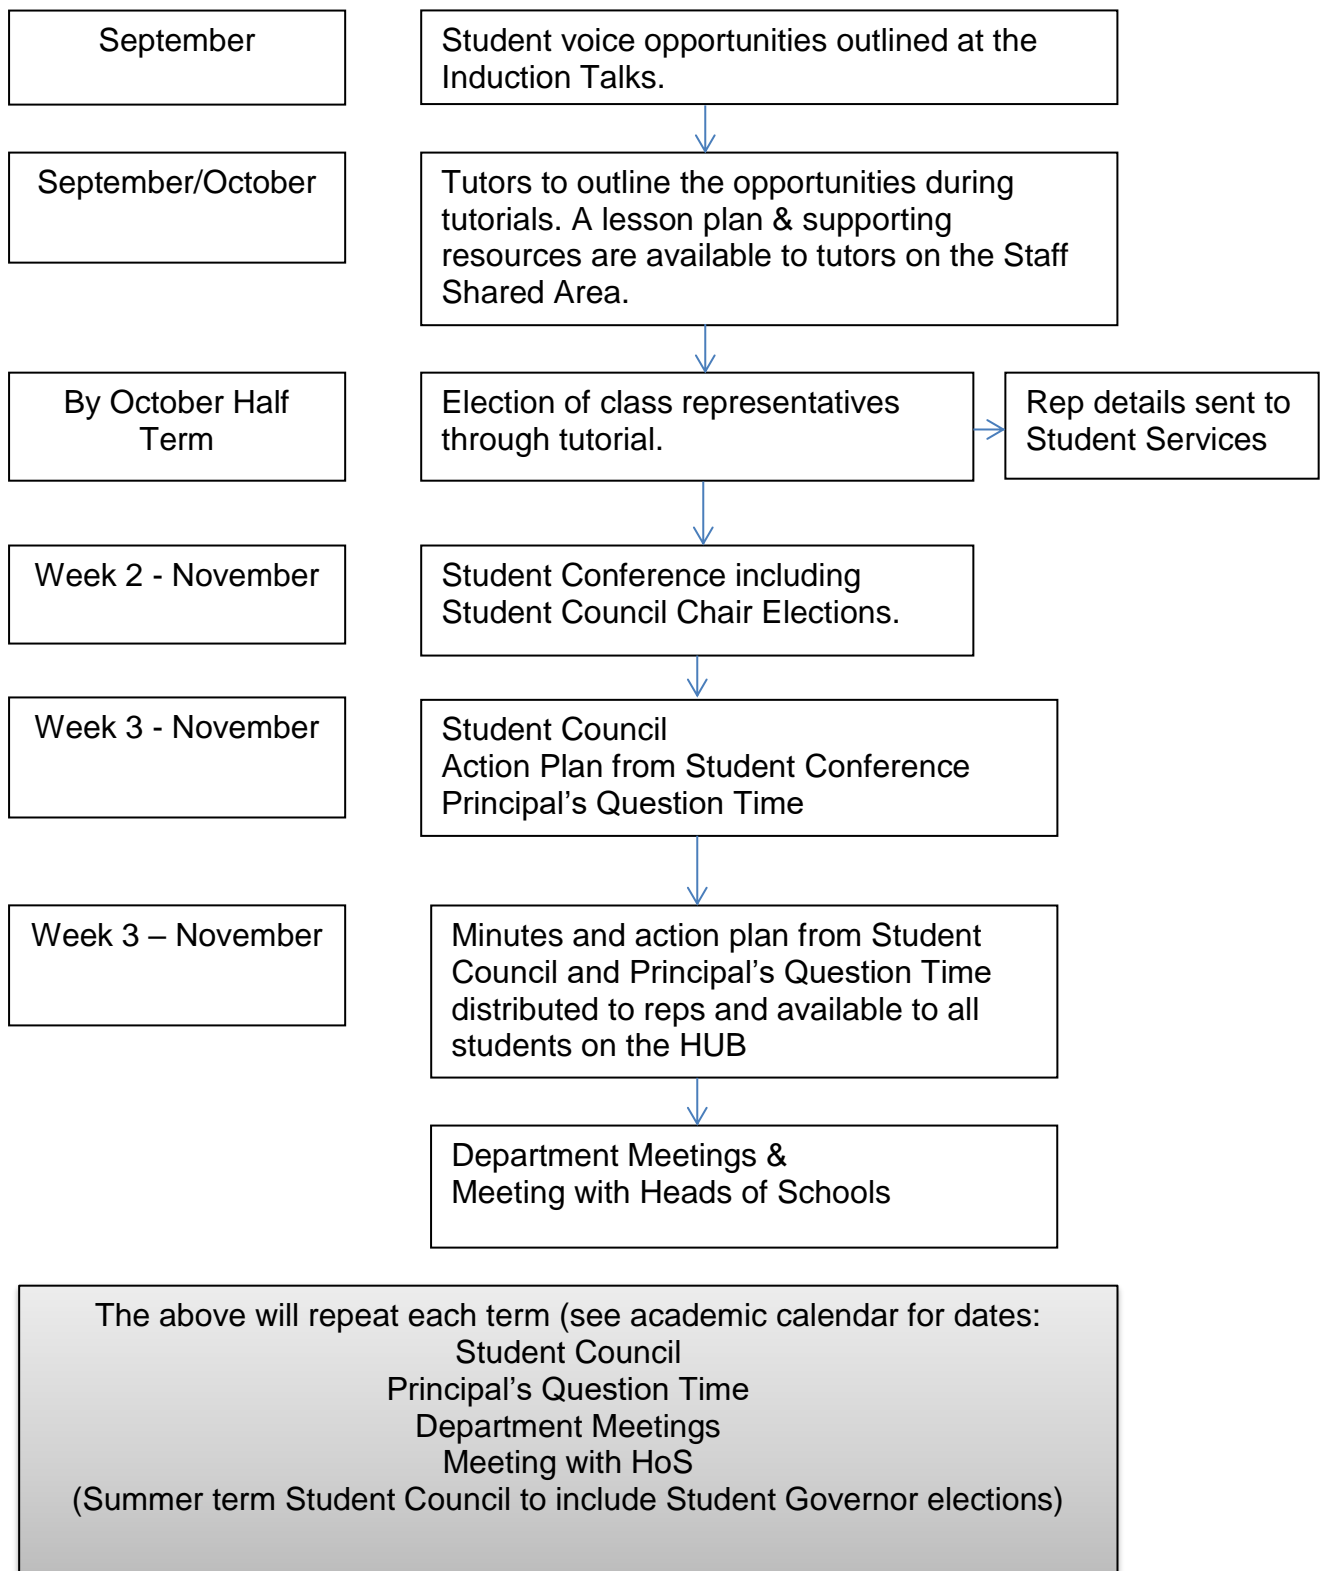 September
Student voice opportunities outlined at the
Induction Talks.
September/October
Tutors to outline the opportunities during
tutorials. A lesson plan & supporting
resources are available to tutors on the Staff
Shared Area.
By October Half
Term
Election of class representatives
through tutorial.
Rep details sent to
Student Services
Week 2 - November
Student Conference including
Student Council Chair Elections.
Week 3 - November
Student Council
Action Plan from Student Conference
Principal’s Question Time
Week 3 – November
Minutes and action plan from Student
Council and Principal’s Question Time
distributed to reps and available to all
students on the HUB
Department Meetings &
Meeting with Heads of Schools
The above will repeat each term (see academic calendar for dates:
Student Council
Principal’s Question Time
Department Meetings
Meeting with HoS
(Summer term Student Council to include Student Governor elections)